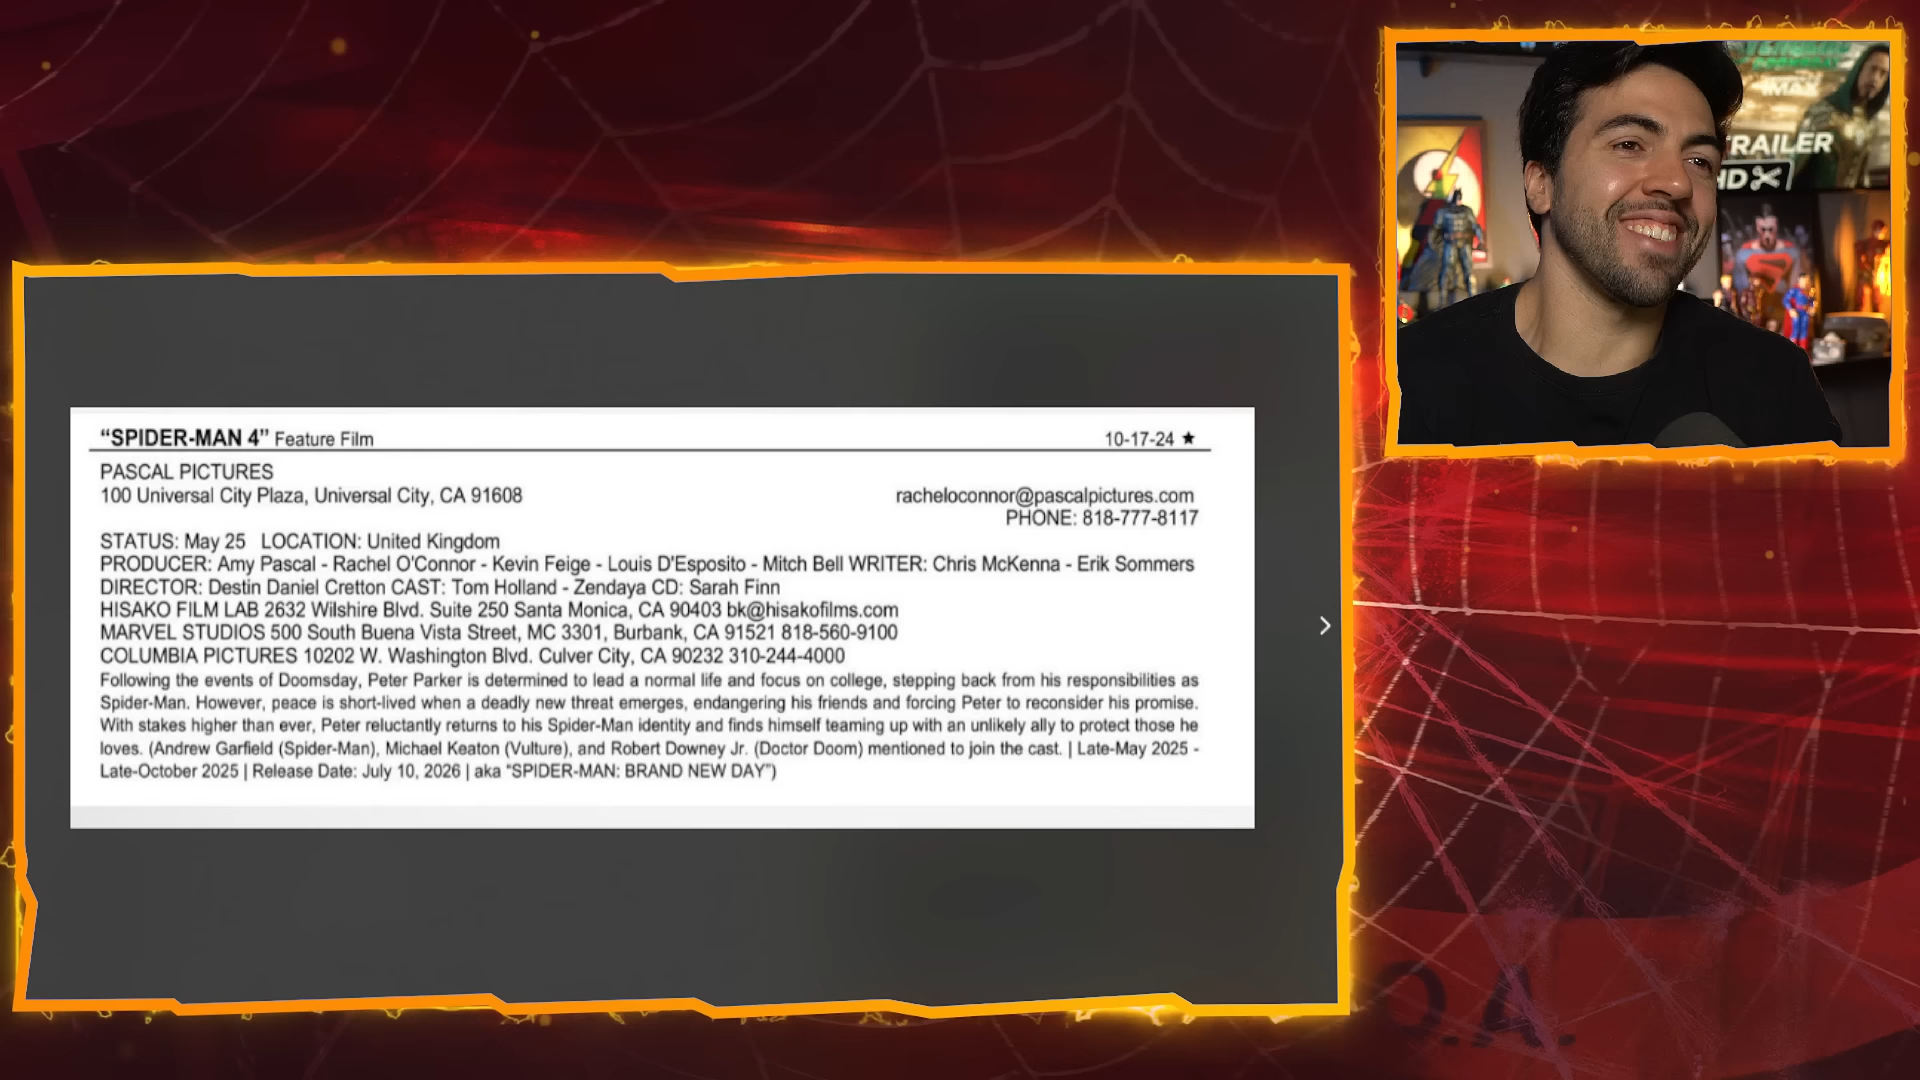 IMAX
TRAILER
HD
"SPIDER-MAN 4" Feature Film 10-17-24 ★
PASCAL PICTURES
100 Universal City Plaza, Universal City, CA 91608 racheloconnor@pascalpictures.com
PHONE: 818-777-8117
STATUS: May 25 LOCATION: United Kingdom
PRODUCER: Amy Pascal - Rachel O'Connor - Kevin Feige - Louis D'Esposito - Mitch Bell WRITER: Chris McKenna - Erik Sommers
DIRECTOR: Destin Daniel Cretton CAST: Tom Holland - Zendaya CD: Sarah Finn
HISAKO FILM LAB 2632 Wilshire Blvd. Suite 250 Santa Monica, CA 90403 bk@hisakofilms.com
MARVEL STUDIOS 500 South Buena Vista Street, MC 3301, Burbank, CA 91521 818-560-9100
COLUMBIA PICTURES 10202 W. Washington Blvd. Culver City, CA 90232 310-244-4000
Following the events of Doomsday, Peter Parker is determined to lead a normal life and focus on college, stepping back from his responsibilities as
Spider-Man. However, peace is short-lived when a deadly new threat emerges, endangering his friends and forcing Peter to reconsider his promise.
With stakes higher than ever, Peter reluctantly returns to his Spider-Man identity and finds himself teaming up with an unlikely ally to protect those he
loves. (Andrew Garfield (Spider-Man), Michael Keaton (Vulture), and Robert Downey Jr. (Doctor Doom) mentioned to join the cast. | Late-May 2025 -
Late-October 2025 | Release Date: July 10, 2026 | aka "SPIDER-MAN: BRAND NEW DAY")